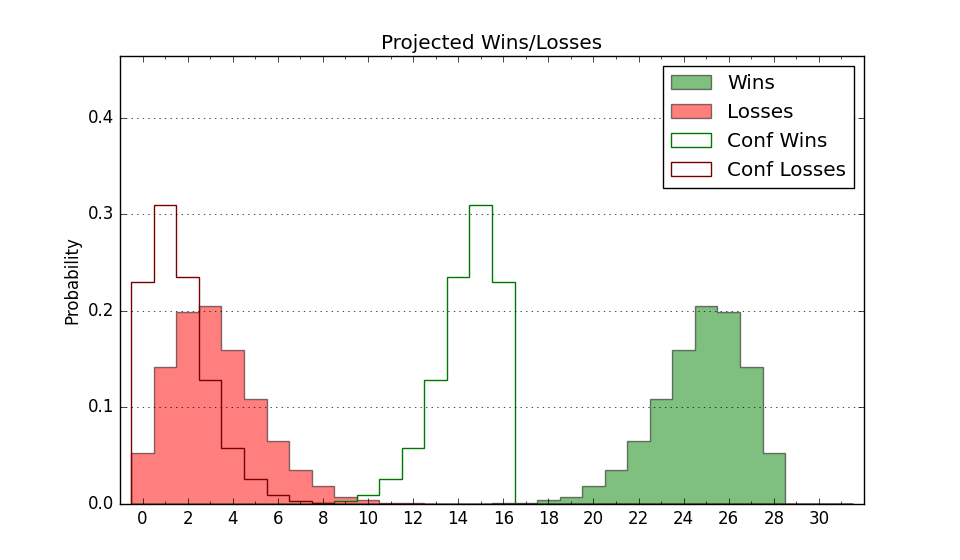 Projected Wins/Losses
Wins
Losses
Conf Wins
Conf Losses
Probability
0.4
0.3
0.2
0.1
0.0
0 2 4 6 8 10 12 14 16 18 20 22 24 26 28 30